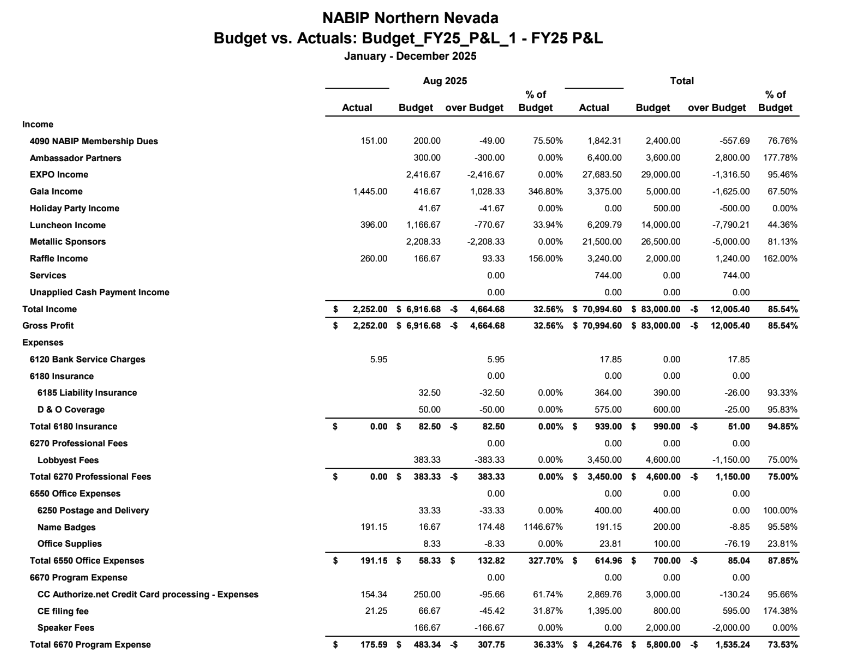 NABIP Northern Nevada
Budget vs. Actuals: Budget_FY25_P&L_1 - FY25 P&L
January - December 2025
Aug 2025 Total
Actual Budget over Budget % of Budget Actual Budget over Budget % of Budget
Income
4090 NABIP Membership Dues 151.00 200.00 -49.00 75.50% 1,842.31 2,400.00 -557.69 76.76%
Ambassador Partners 300.00 -300.00 0.00% 6,400.00 3,600.00 2,800.00 177.78%
EXPO Income 2,416.67 -2,416.67 0.00% 27,683.50 29,000.00 -1,316.50 95.46%
Gala Income 1,445.00 416.67 1,028.33 346.80% 3,375.00 5,000.00 -1,625.00 67.50%
Holiday Party Income 41.67 -41.67 0.00% 0.00 500.00 -500.00 0.00%
Luncheon Income 396.00 1,166.67 -770.67 33.94% 6,209.79 14,000.00 -7,790.21 44.36%
Metallic Sponsors 2,208.33 -2,208.33 0.00% 21,500.00 26,500.00 -5,000.00 81.13%
Raffle Income 260.00 166.67 93.33 156.00% 3,240.00 2,000.00 1,240.00 162.00%
Services 0.00 744.00 0.00 744.00
Unapplied Cash Payment Income 0.00 0.00 0.00 0.00
Total Income $ 2,252.00 $ 6,916.68 -$ 4,664.68 32.56% $ 70,994.60 $ 83,000.00 -$ 12,005.40 85.54%
Gross Profit $ 2,252.00 $ 6,916.68 -$ 4,664.68 32.56% $ 70,994.60 $ 83,000.00 -$ 12,005.40 85.54%
Expenses
6120 Bank Service Charges 5.95 5.95 17.85 0.00 17.85
6180 Insurance 0.00 0.00 0.00 0.00
6185 Liability Insurance 32.50 -32.50 0.00% 364.00 390.00 -26.00 93.33%
D & O Coverage 50.00 -50.00 0.00% 575.00 600.00 -25.00 95.83%
Total 6180 Insurance $ 0.00 $ 82.50 -$ 82.50 0.00% $ 939.00 $ 990.00 -$ 51.00 94.85%
6270 Professional Fees 0.00 0.00 0.00 0.00
Lobbyest Fees 383.33 -383.33 0.00% 3,450.00 4,600.00 -1,150.00 75.00%
Total 6270 Professional Fees $ 0.00 $ 383.33 -$ 383.33 0.00% $ 3,450.00 $ 4,600.00 -$ 1,150.00 75.00%
6550 Office Expenses 0.00 0.00 0.00 0.00
6250 Postage and Delivery 33.33 -33.33 0.00% 400.00 400.00 0.00 100.00%
Name Badges 191.15 16.67 174.48 1146.67% 191.15 200.00 -8.85 95.58%
Office Supplies 8.33 -8.33 0.00% 23.81 100.00 -76.19 23.81%
Total 6550 Office Expenses $ 191.15 $ 58.33 $ 132.82 327.70% $ 614.96 $ 700.00 -$ 85.04 87.85%
6670 Program Expense 0.00 0.00 0.00 0.00
CC Authorize.net Credit Card processing - Expenses 154.34 250.00 -95.66 61.74% 2,869.76 3,000.00 -130.24 95.66%
CE filing fee 21.25 66.67 -45.42 31.87% 1,395.00 800.00 595.00 174.38%
Speaker Fees 166.67 -166.67 0.00% 0.00 2,000.00 -2,000.00 0.00%
Total 6670 Program Expense $ 175.59 $ 483.34 -$ 307.75 36.33% $ 4,264.76 $ 5,800.00 -$ 1,535.24 73.53%